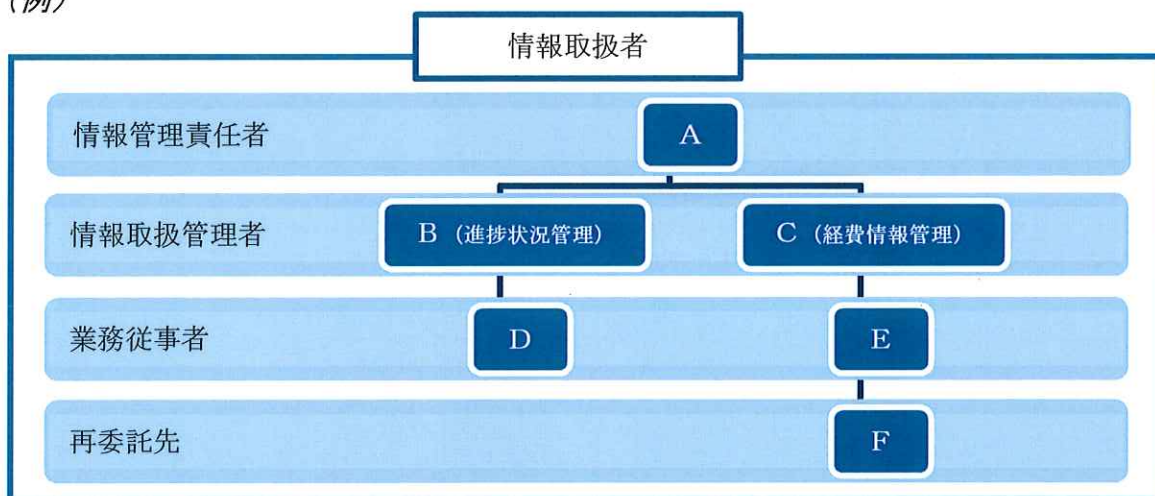 （例）
情報取扱者
情報管理責任者
A
情報取扱管理者
B（進捗状況管理）
C（経費情報管理）
業務従事者
D
E
再委託先
F